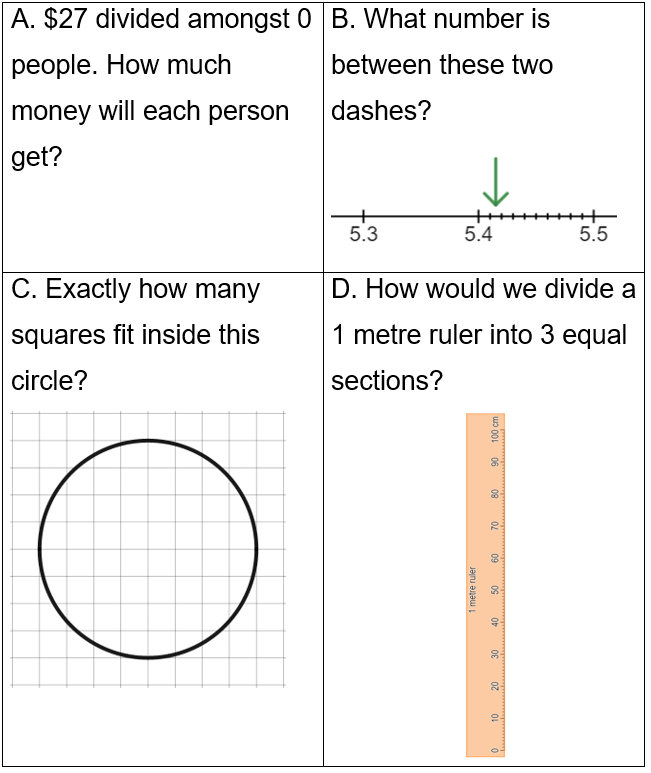 A. $27 divided amongst 0
people. How much
money will each person
get?
B. What number is
between these two
dashes?
5.3
5.4
5.5
C. Exactly how many
squares fit inside this
circle?
D. How would we divide a
1 metre ruler into 3 equal
sections?
100 cm
90
80
70
60
1 metre ruler
50
40
30
20
10
0